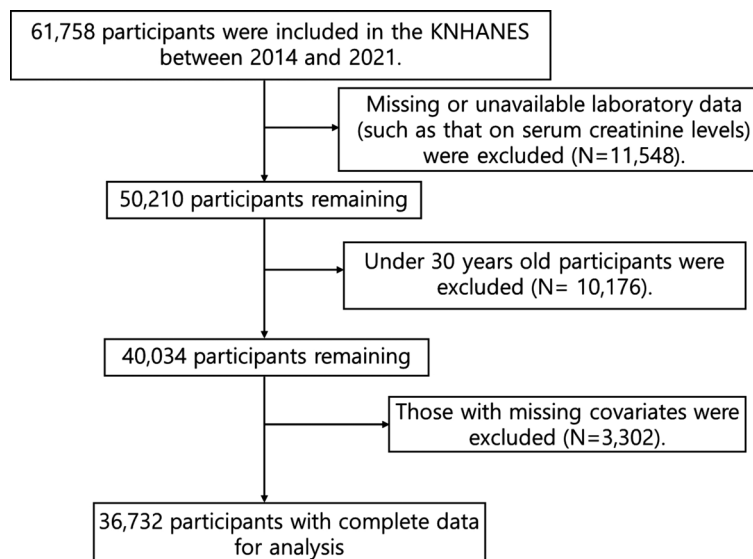 61,758 participants were included in the KNHANES
between 2014 and 2021.
Missing or unavailable laboratory data
(such as that on serum creatinine levels)
were excluded (N=11,548).
50,210 participants remaining
Under 30 years old participants were
excluded (N= 10,176).
40,034 participants remaining
Those with missing covariates were
excluded (N=3,302).
36,732 participants with complete data
for analysis